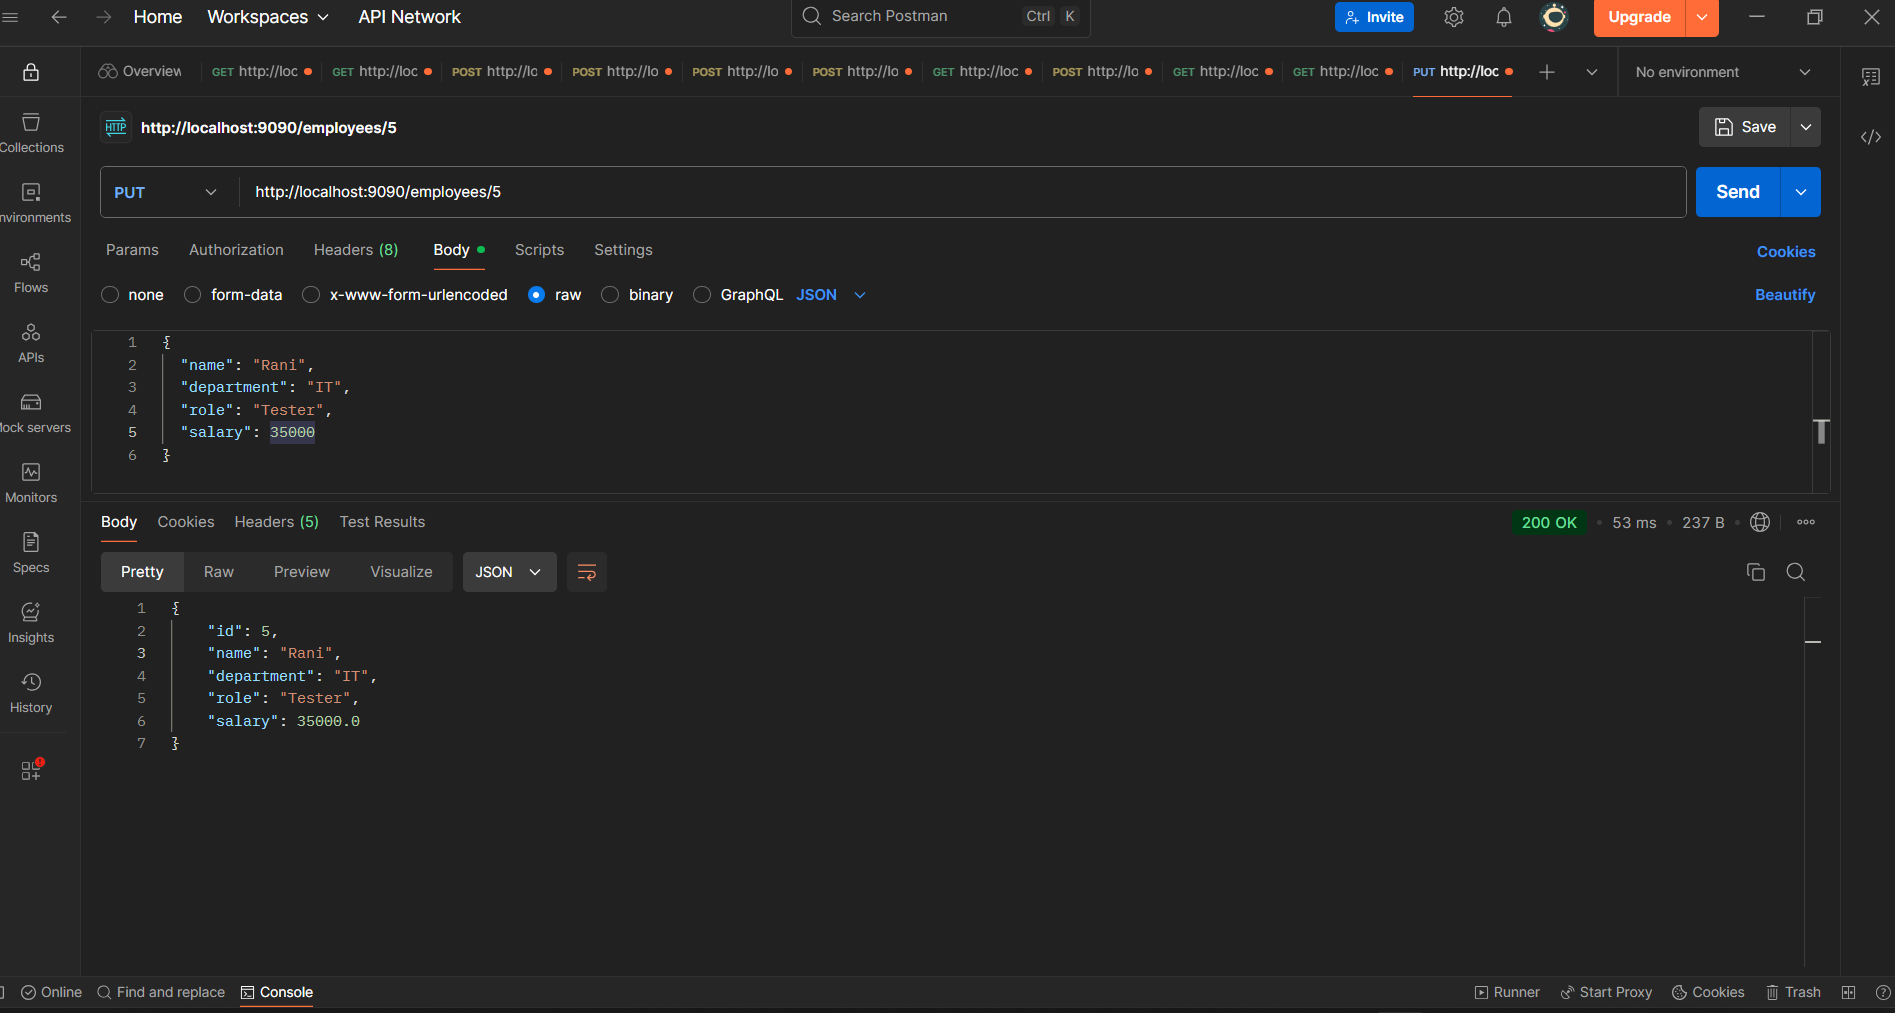 Home Workspaces API Network Search Postman Ctrl K Invite Upgrade
Overview GET http://loc GET http://loc POST http://lo POST http://lo POST http://lo POST http://lo GET http://loc POST http://lo GET http://loc GET http://loc PUT http://loc No environment
HTTP http://localhost:9090/employees/5 Save
PUT http://localhost:9090/employees/5 Send
Params Authorization Headers (8) Body Scripts Settings Cookies
none form-data x-www-form-urlencoded raw binary GraphQL JSON Beautify
1 {
2 "name": "Rani",
3 "department": "IT",
4 "role": "Tester",
5 "salary": 35000
6 }
Body Cookies Headers (5) Test Results 200 OK • 53 ms • 237 B •
Pretty Raw Preview Visualize JSON
1 {
2 "id": 5,
3 "name": "Rani",
4 "department": "IT",
5 "role": "Tester",
6 "salary": 35000.0
7 }
Collections
nvironments
Flows
APIs
ock servers
Monitors
Specs
Insights
History
Online Find and replace Console Runner Start Proxy Cookies Trash